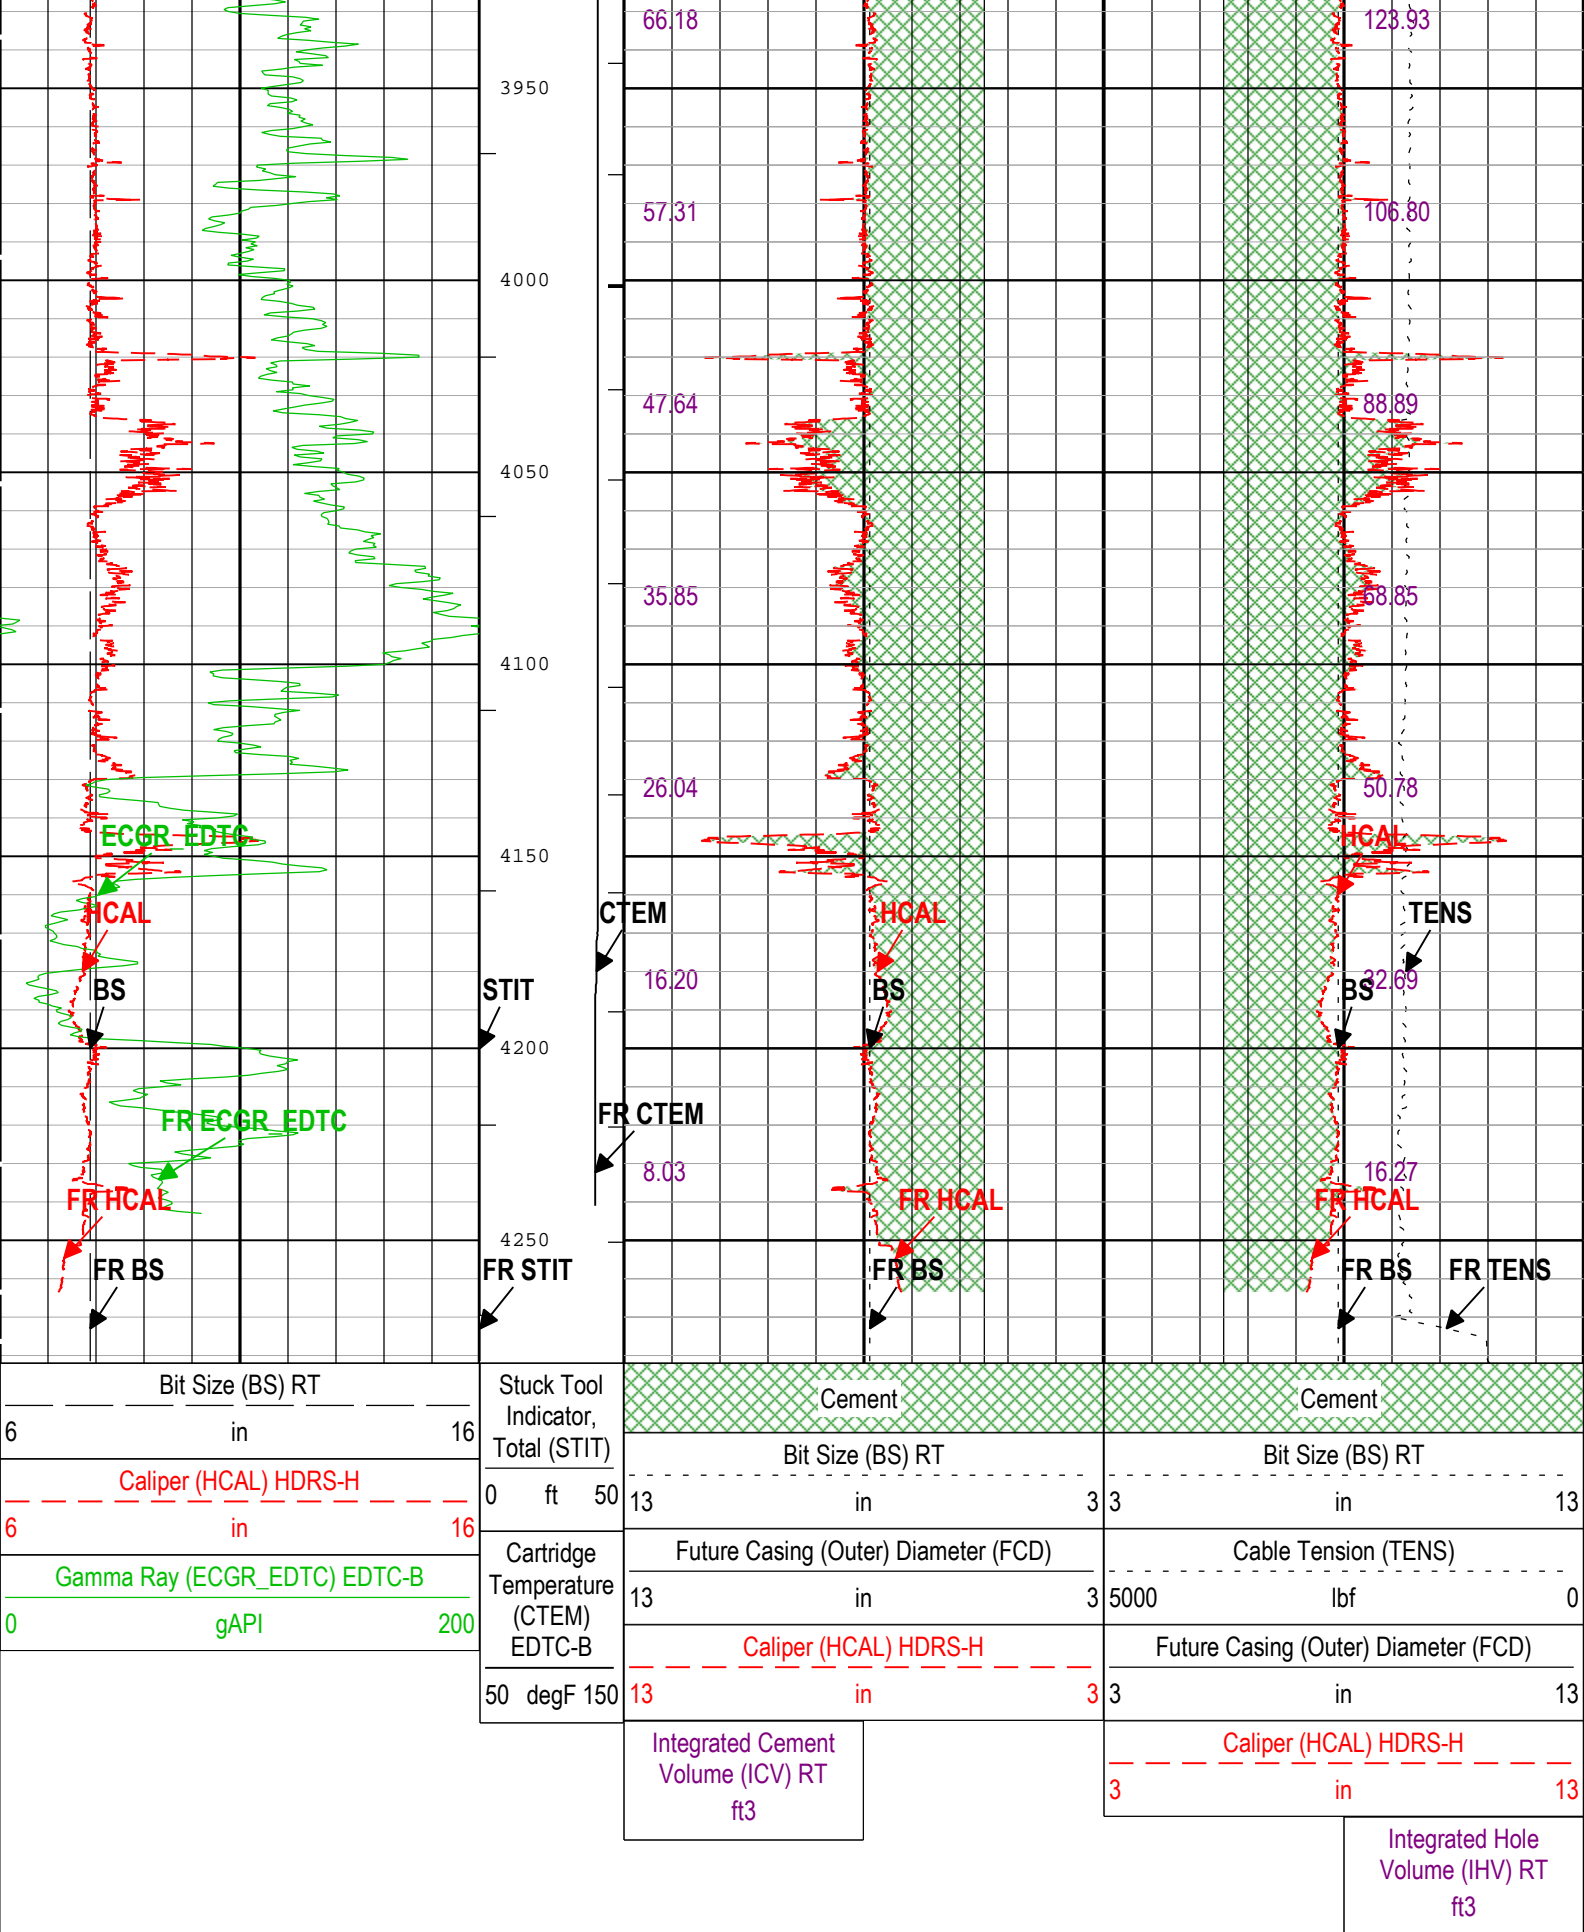 66.18
123.93
3950
57.31
106.80
4000
47.64
88.89
4050
35.85
68.85
4100
26.04
50.78
ECGR_EDTC
HCAL
4150
HCAL
CTEM
HCAL
TENS
16.20
32.69
BS
STIT
BS
BS
4200
FR ECGR_EDTC
FR CTEM
8.03
16.27
FR HCAL
FR HCAL
FR HCAL
4250
FR BS
FR STIT
FR BS
FR BS
FR TENS
Bit Size (BS) RT
6 in 16
Caliper (HCAL) HDRS-H
6 in 16
Gamma Ray (ECGR_EDTC) EDTC-B
0 gAPI 200
Stuck Tool
Indicator,
Total (STIT)
0 ft 50
Cartridge
Temperature
(CTEM)
EDTC-B
50 degF 150
Cement
Bit Size (BS) RT
13 in 3
Future Casing (Outer) Diameter (FCD)
13 in 3
Caliper (HCAL) HDRS-H
13 in 3
Integrated Cement
Volume (ICV) RT
ft3
Cement
Bit Size (BS) RT
3 in 13
Cable Tension (TENS)
5000 lbf 0
Future Casing (Outer) Diameter (FCD)
3 in 13
Caliper (HCAL) HDRS-H
3 in 13
Integrated Hole
Volume (IHV) RT
ft3